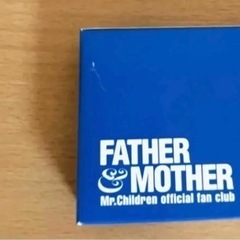 FATHER
& MOTHER
Mr.Children official fan club